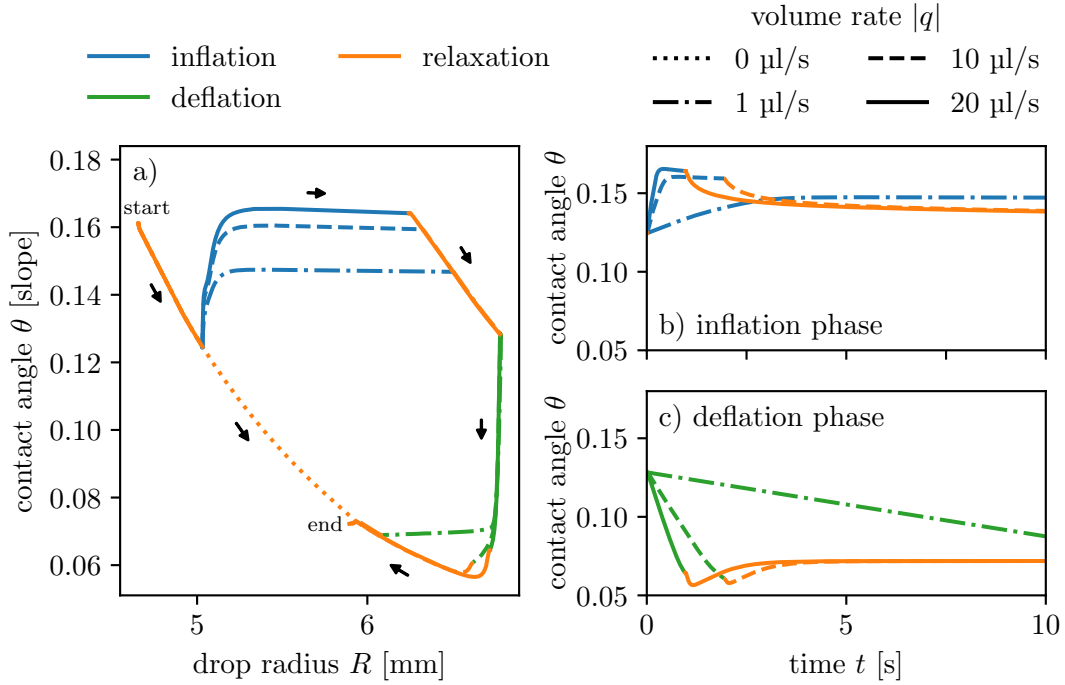 volume rate |q|
inflation
relaxation
deflation
0 µl/s
10 µl/s
1 µl/s
20 µl/s
a)
start
end
0.18
0.16
0.14
0.12
0.10
0.08
0.06
contact angle θ [slope]
5
6
drop radius R [mm]
0.15
0.10
0.05
contact angle θ
b) inflation phase
c) deflation phase
0.15
0.10
0.05
contact angle θ
0
5
10
time t [s]